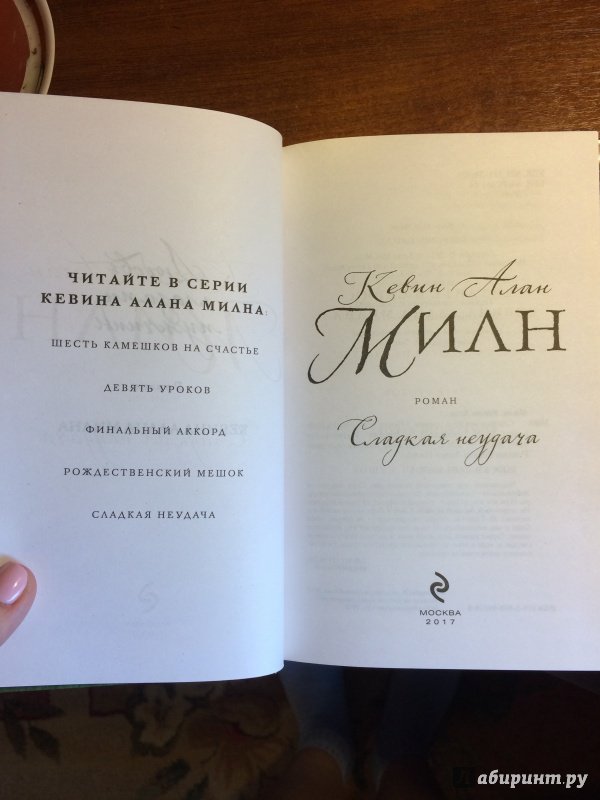 ЧИТАЙТЕ В СЕРИИ
КЕВИНА АЛАНА МИЛНА:
ШЕСТЬ КАМЕШКОВ НА СЧАСТЬЕ
ДЕВЯТЬ УРОКОВ
ФИНАЛЬНЫЙ АККОРД
РОЖДЕСТВЕНСКИЙ МЕШОК
СЛАДКАЯ НЕУДАЧА
Кевин Алан
МИЛН
РОМАН
Сладкая неудача
МОСКВА
2017
Лабиринт.ру